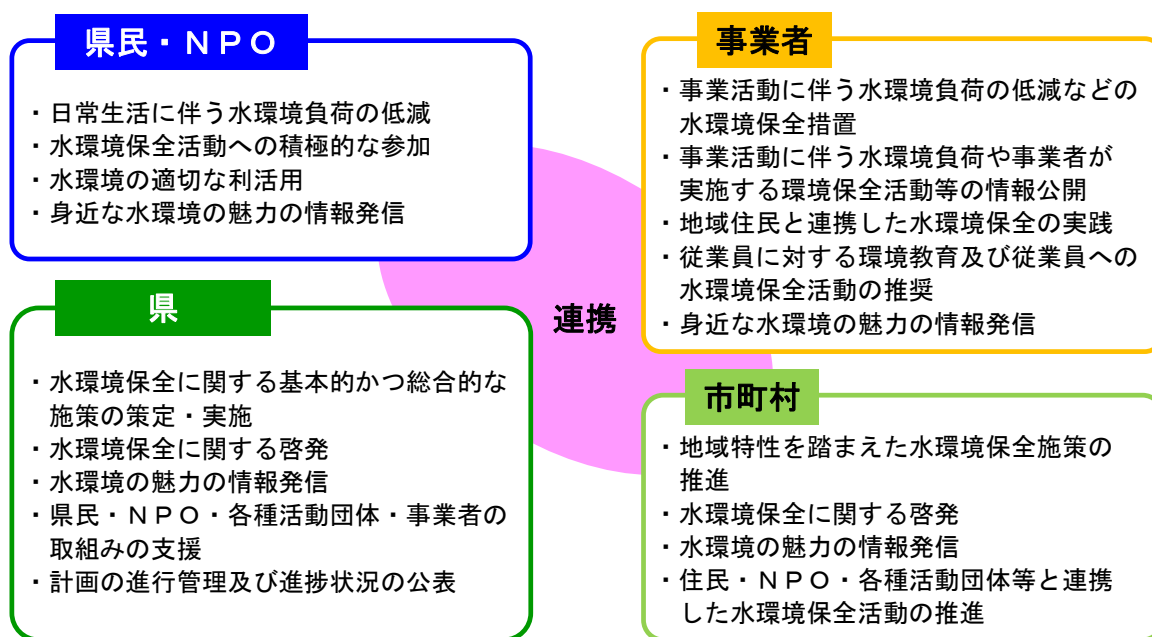 県民・ＮＰＯ
・日常生活に伴う水環境負荷の低減
・水環境保全活動への積極的な参加
・水環境の適切な利活用
・身近な水環境の魅力の情報発信
事業者
・事業活動に伴う水環境負荷の低減などの
水環境保全措置
・事業活動に伴う水環境負荷や事業者が
実施する環境保全活動等の情報公開
・地域住民と連携した水環境保全の実践
・従業員に対する環境教育及び従業員への
水環境保全活動の推奨
・身近な水環境の魅力の情報発信
連携
県
・水環境保全に関する基本的かつ総合的な
施策の策定・実施
・水環境保全に関する啓発
・水環境の魅力の情報発信
・県民・ＮＰＯ・各種活動団体・事業者の
取組みの支援
・計画の進行管理及び進捗状況の公表
市町村
・地域特性を踏まえた水環境保全施策の
推進
・水環境保全に関する啓発
・水環境の魅力の情報発信
・住民・ＮＰＯ・各種活動団体等と連携
した水環境保全活動の推進